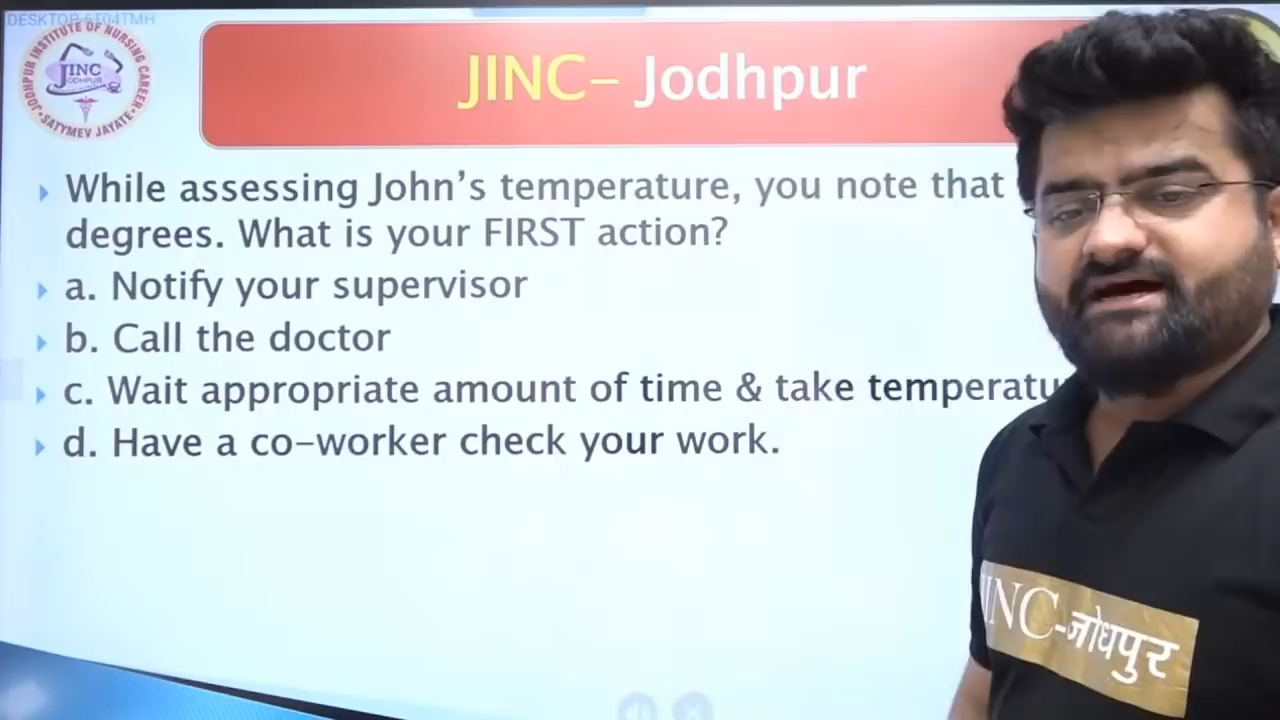 DESKTOP-6T04TMH
JODHPUR INSTITUTE OF NURSING CAREER
JINC
JODHPUR
SATYMEV JAYATE
JINC- Jodhpur
While assessing John's temperature, you note that
degrees. What is your FIRST action?
a. Notify your supervisor
b. Call the doctor
c. Wait appropriate amount of time & take temperatu
d. Have a co-worker check your work.
INC-जोधपुर